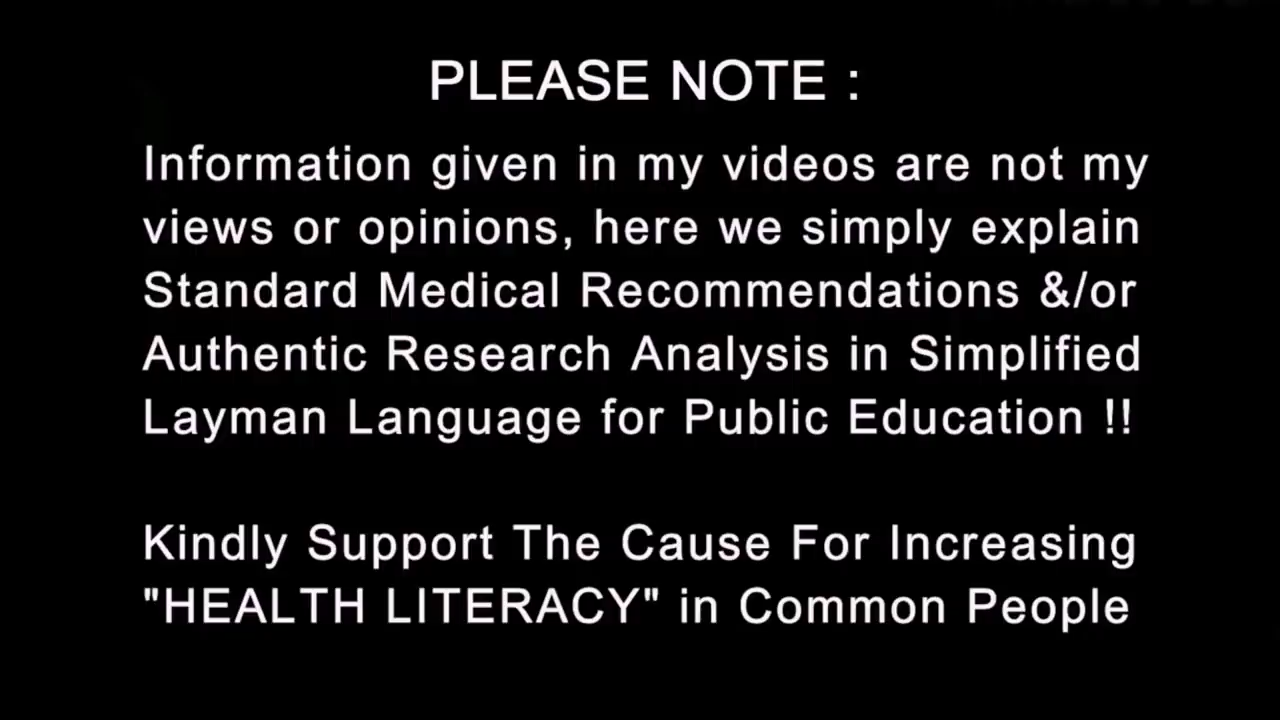 PLEASE NOTE :
Information given in my videos are not my
views or opinions, here we simply explain
Standard Medical Recommendations &/or
Authentic Research Analysis in Simplified
Layman Language for Public Education !!
Kindly Support The Cause For Increasing
"HEALTH LITERACY" in Common People